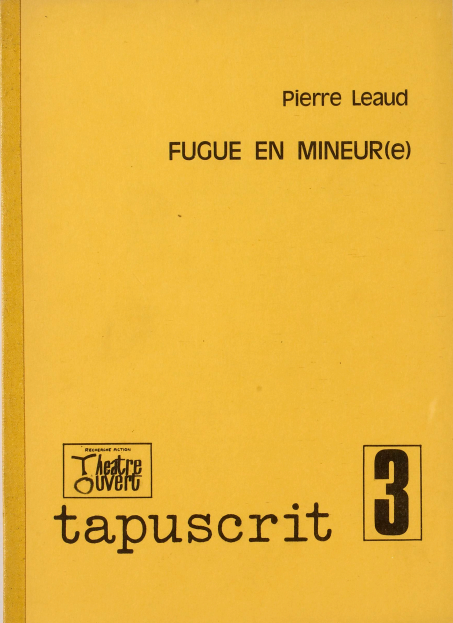 Pierre Leaud
FUGUE EN MINEUR(e)
RECHERCHE ACTION
Theatre
Ouvert
tapuscrit
3